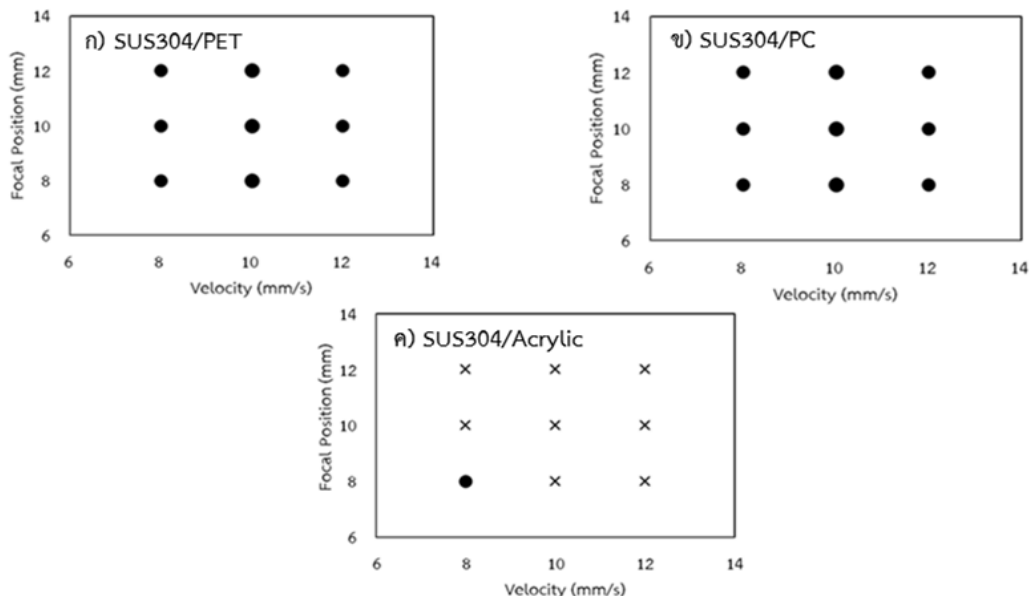 ก) SUS304/PET
Focal Position (mm)
14
12
10
8
6
6 8 10 12 14
Velocity (mm/s)
ข) SUS304/PC
Focal Position (mm)
14
12
10
8
6
6 8 10 12 14
Velocity (mm/s)
ค) SUS304/Acrylic
Focal Position (mm)
14
12
10
8
6
6 8 10 12 14
Velocity (mm/s)